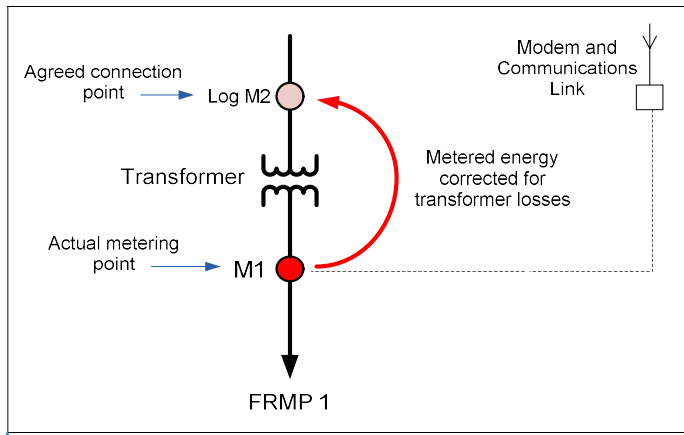 Agreed connection
point
Log M2
Modem and
Communications
Link
Transformer
Metered energy
corrected for
transformer losses
Actual metering
point
M1
FRMP 1